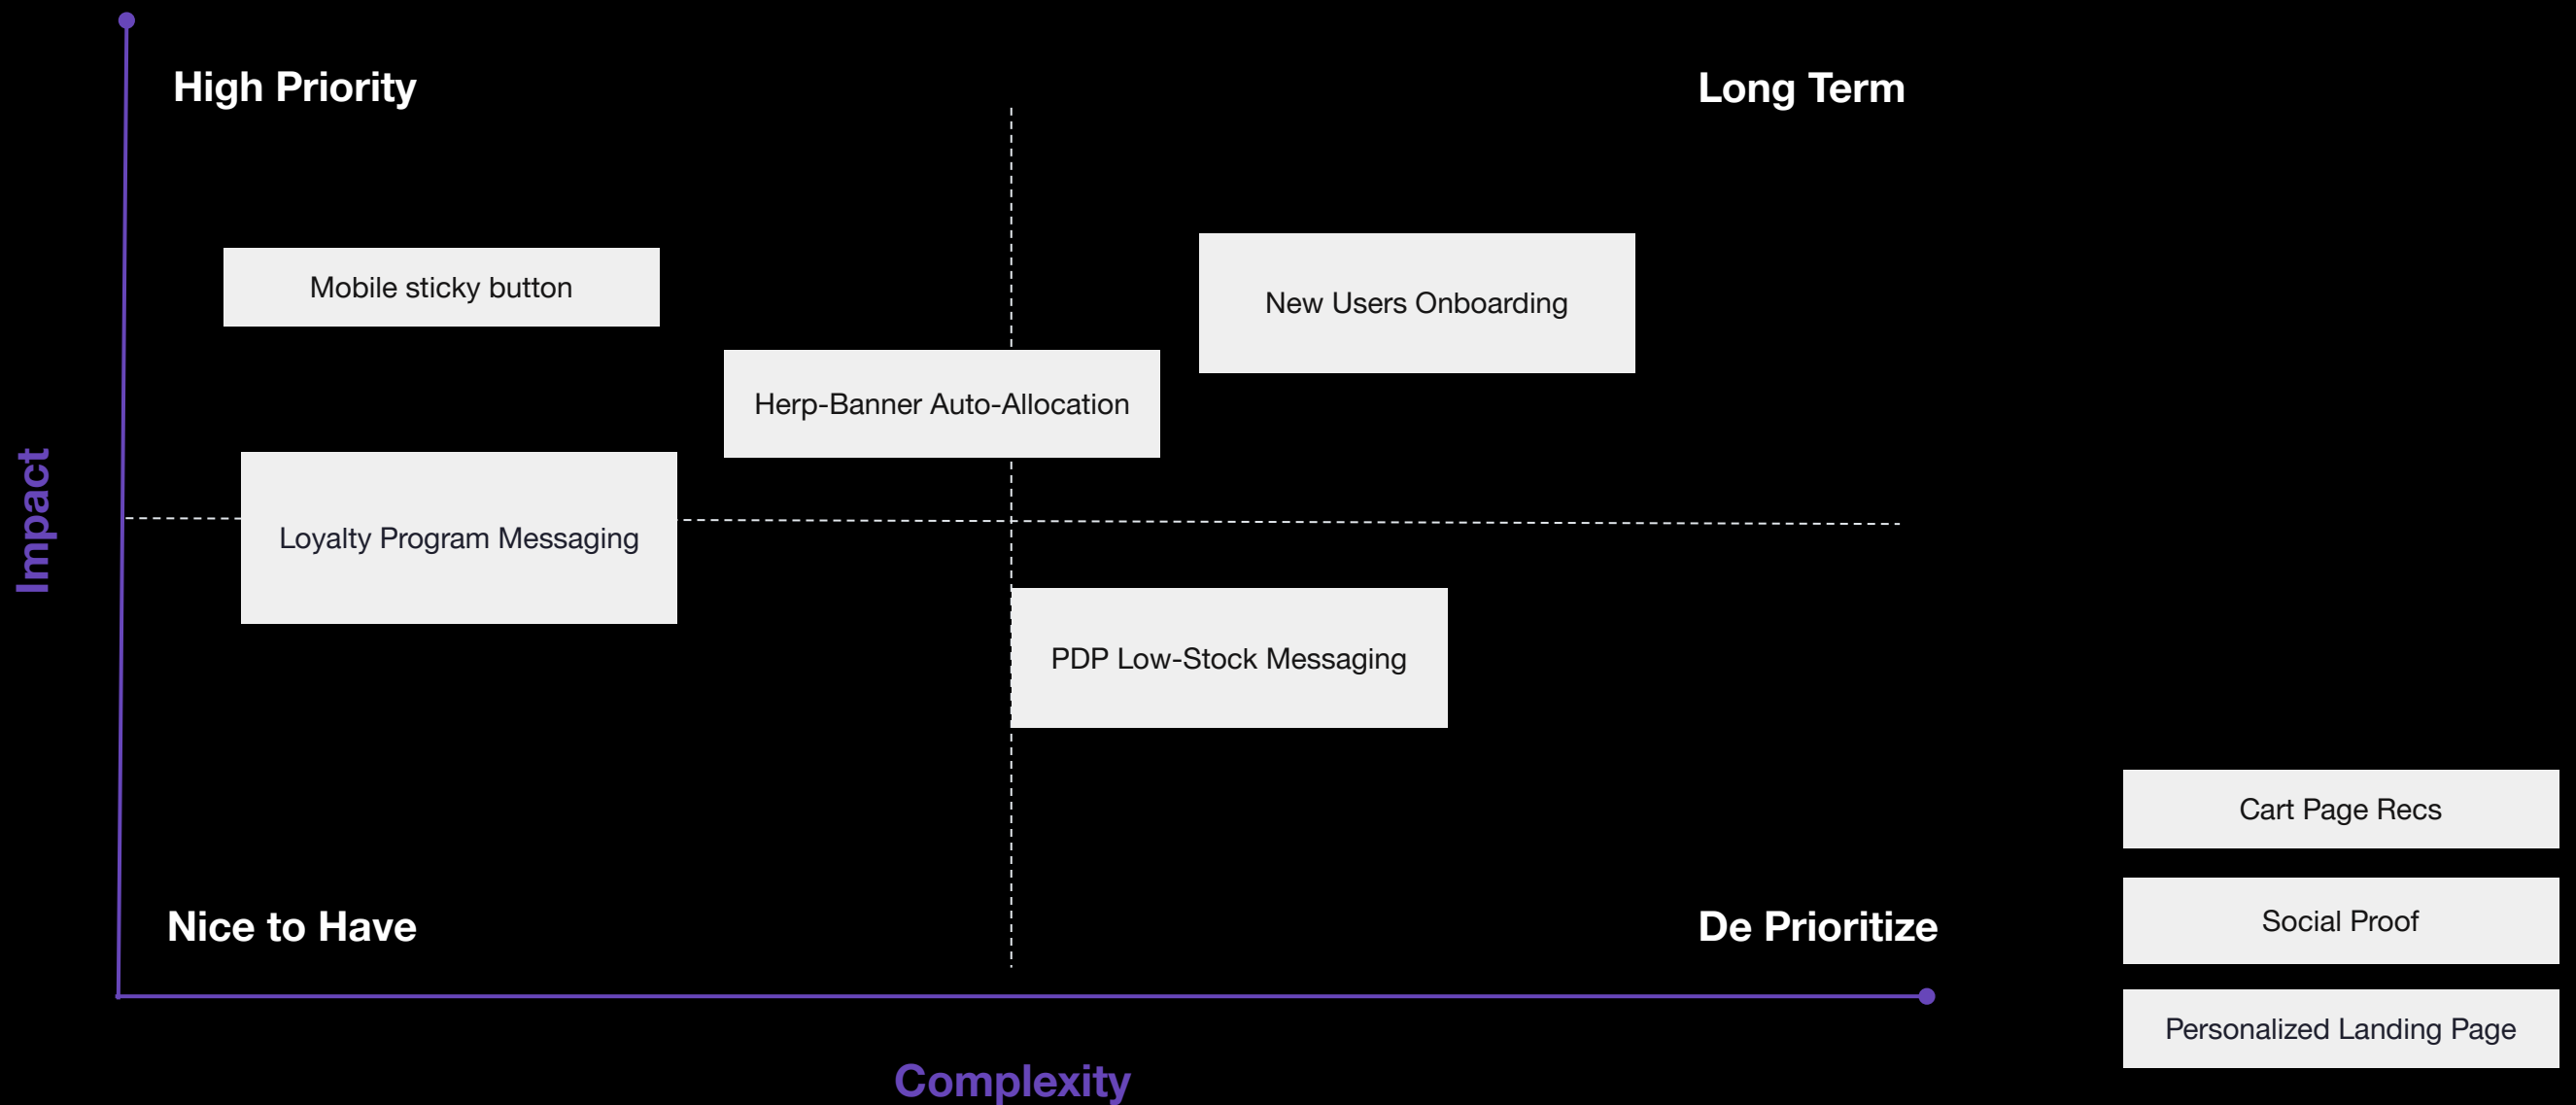 High Priority
Long Term
Mobile sticky button
New Users Onboarding
Herp-Banner Auto-Allocation
Impact
Loyalty Program Messaging
PDP Low-Stock Messaging
Cart Page Recs
Nice to Have
De Prioritize
Social Proof
Personalized Landing Page
Complexity